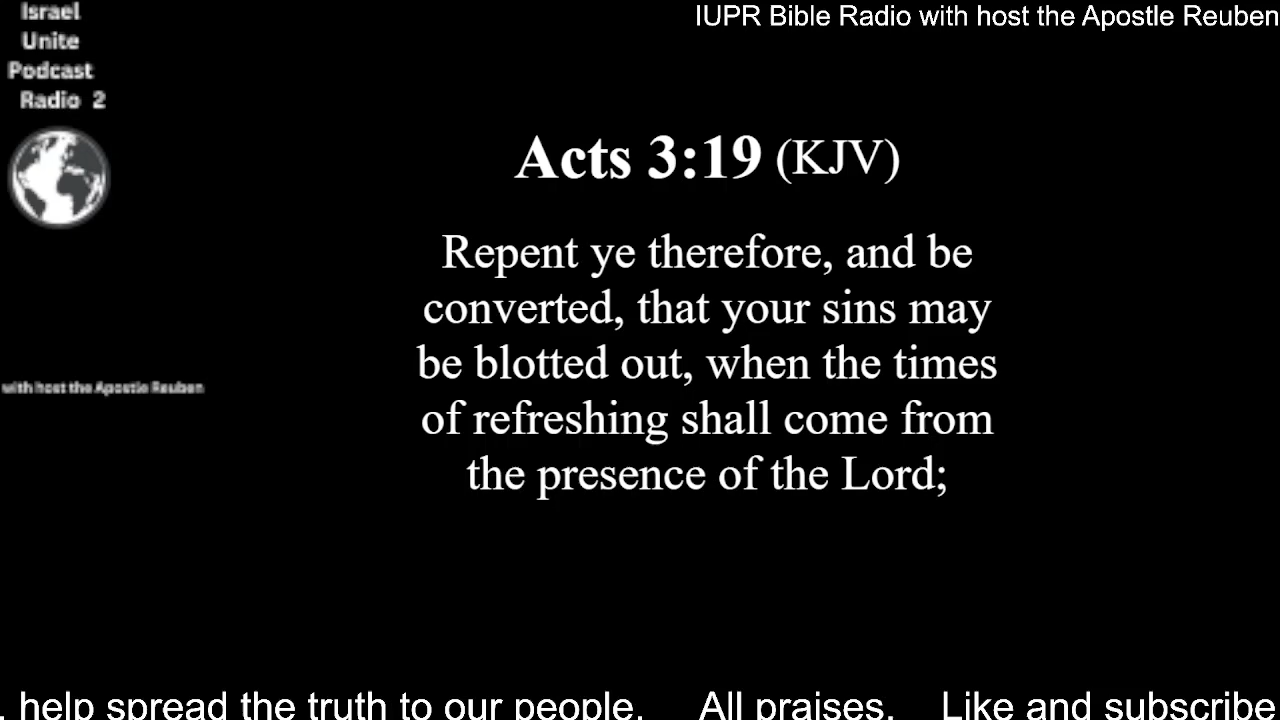 Israel
Unite
Podcast
Radio 2
IUPR Bible Radio with host the Apostle Reuben
Acts 3:19 (KJV)
Repent ye therefore, and be
converted, that your sins may
be blotted out, when the times
of refreshing shall come from
the presence of the Lord;
with host the Apostle Reuben
. help spread the truth to our people. All praises. Like and subscribe